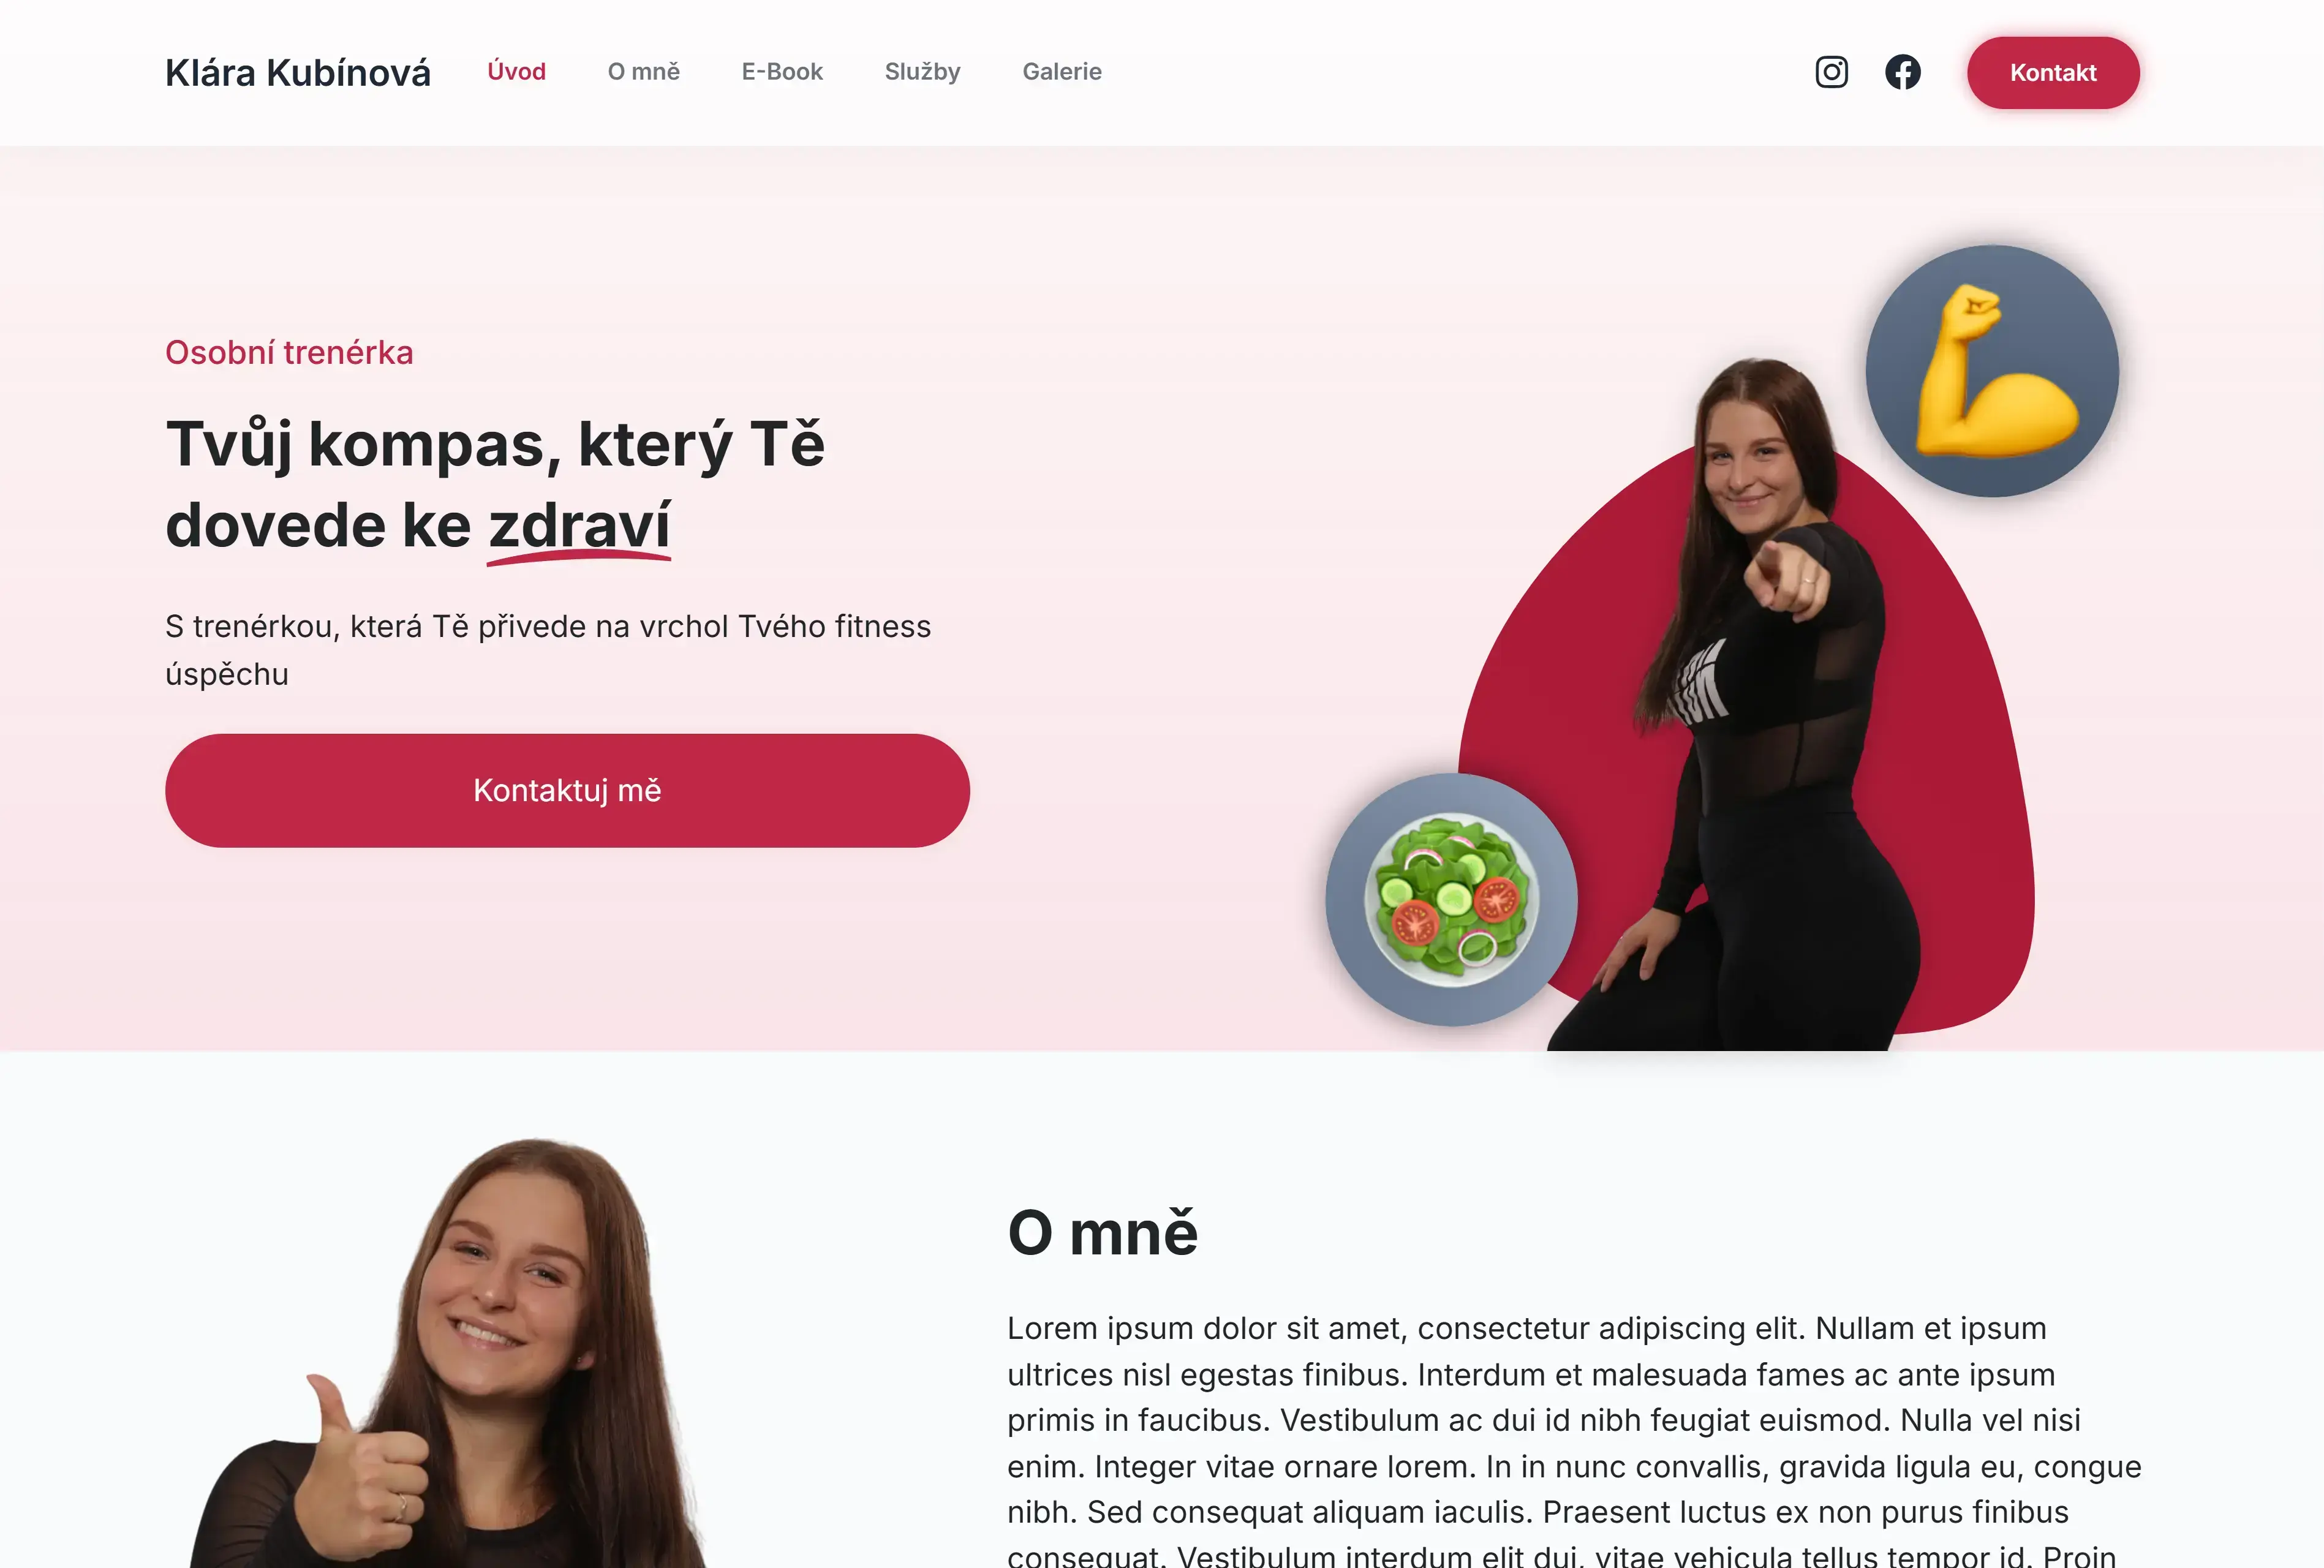 Klára Kubínová
Úvod
O mně
E-Book
Služby
Galerie
Kontakt
Osobní trenérka
Tvůj kompas, který Tě
dovede ke zdraví
S trenérkou, která Tě přivede na vrchol Tvého fitness
úspěchu
Kontaktuj mě
O mně
Lorem ipsum dolor sit amet, consectetur adipiscing elit. Nullam et ipsum
ultrices nisl egestas finibus. Interdum et malesuada fames ac ante ipsum
primis in faucibus. Vestibulum ac dui id nibh feugiat euismod. Nulla vel nisi
enim. Integer vitae ornare lorem. In in nunc convallis, gravida ligula eu, congue
nibh. Sed consequat aliquam iaculis. Praesent luctus ex non purus finibus
consequat. Vestibulum interdum elit dui, vitae vehicula tellus tempor id. Proin